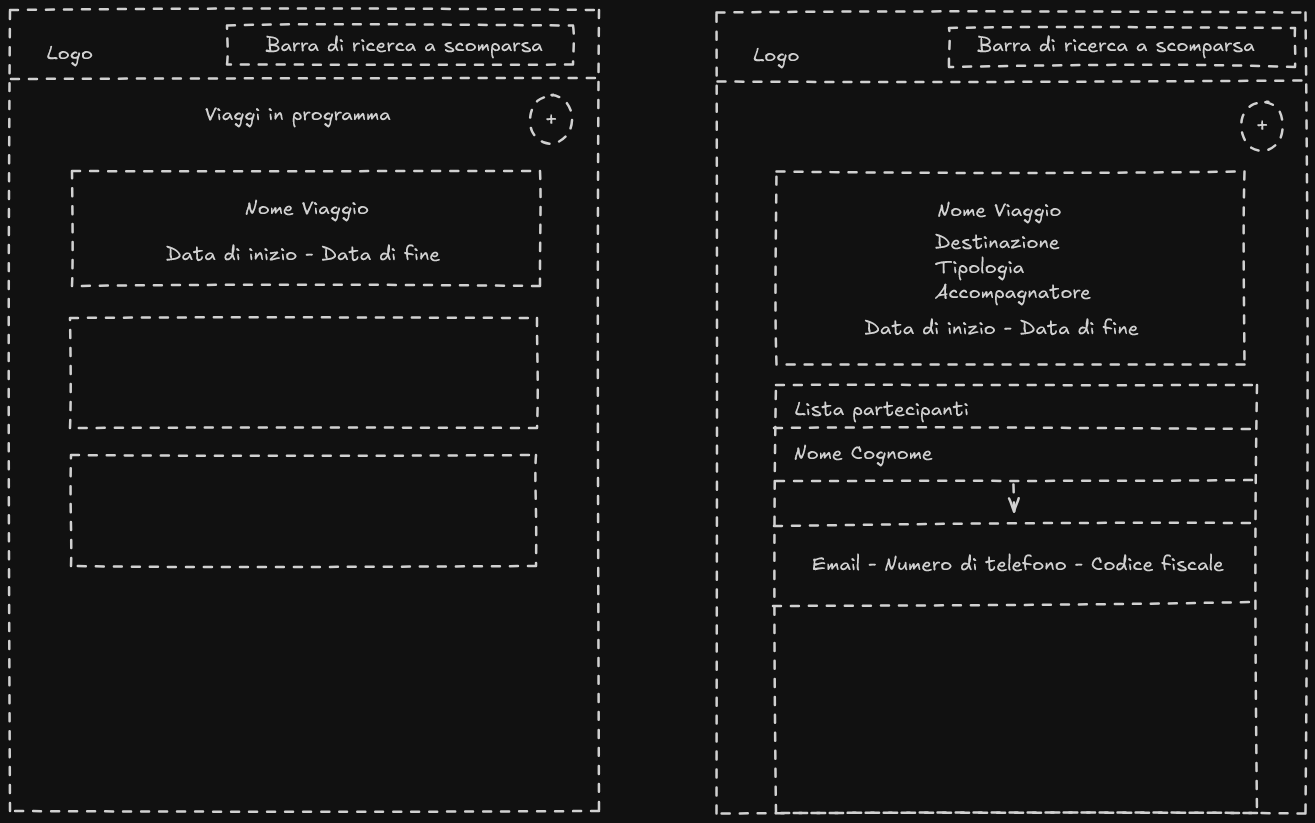 Logo
Barra di ricerca a scomparsa
Viaggi in programma
+
Nome Viaggio
Data di inizio - Data di fine
Logo
Barra di ricerca a scomparsa
+
Nome Viaggio
Destinazione
Tipologia
Accompagnatore
Data di inizio - Data di fine
Lista partecipanti
Nome Cognome
Email - Numero di telefono - Codice fiscale